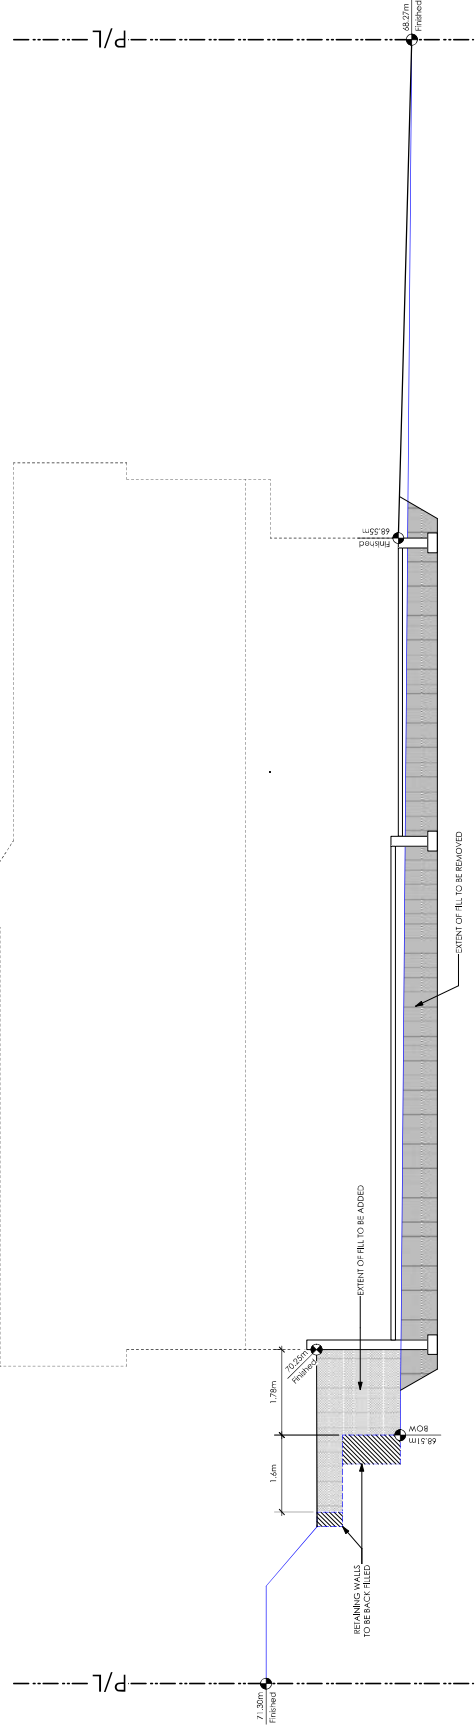 P/L
68.27m
Finished
68.55m
Finished
EXTENT OF FILL TO BE REMOVED
EXTENT OF FILL TO BE ADDED
70.25m
Finished
1.78m
BOW
68.51m
1.6m
RETAINING WALLS
TO BE BACK FILLED
P/L
71.30m
Finished